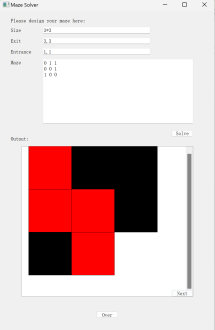 Maze Solver
Please design your maze here:
Size 3*3
Exit 3,3
Entrance 1,1
Maze 0 1 1
0 0 1
1 0 0
Solve
Output:
Next
Over